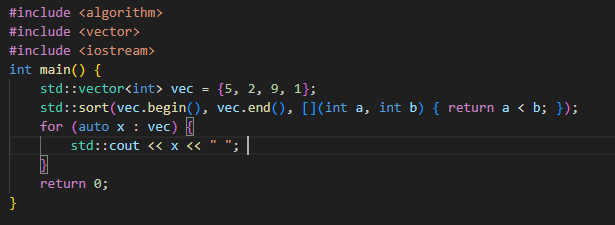 #include <algorithm>
#include <vector>
#include <iostream>
int main() {
    std::vector<int> vec = {5, 2, 9, 1};
    std::sort(vec.begin(), vec.end(), [](int a, int b) { return a < b; });
    for (auto x : vec) {
        std::cout << x << " ";
    }
    return 0;
}